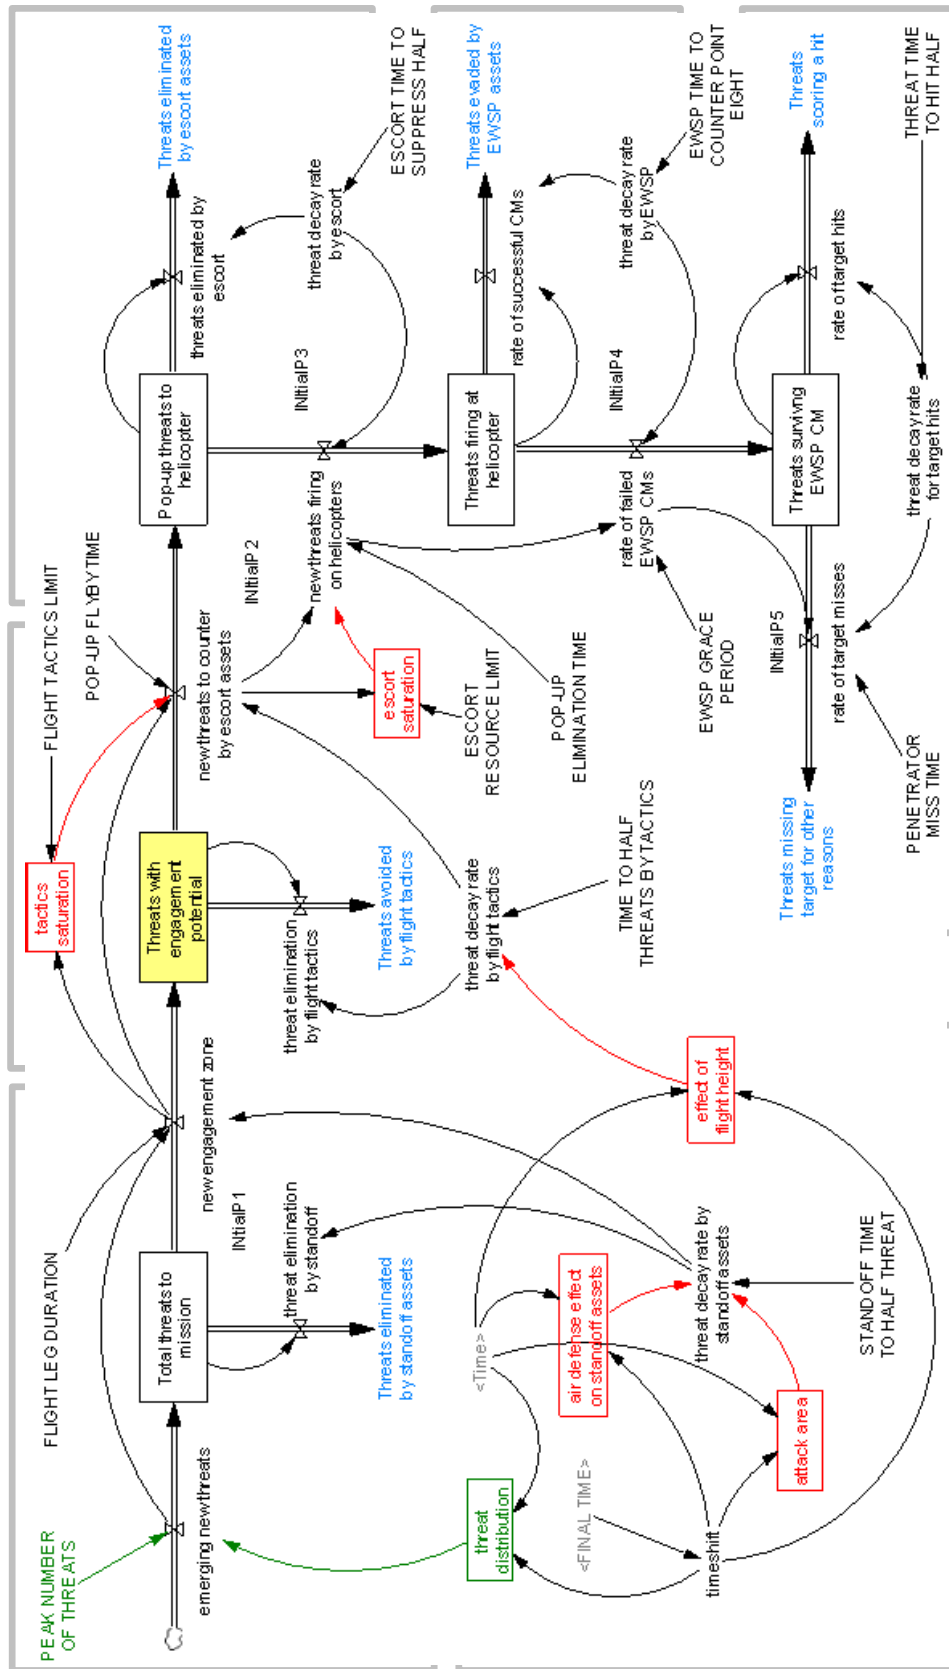 PEAK NUMBER
OF THREATS
emerging new threats
FLIGHT LEG DURATION
Total threats to
mission
INitialP1
threat elimination
by standoff
Threats eliminated
by standoff assets
new engagement zone
tactics
saturation
FLIGHT TACTICS LIMIT
POP-UP FLYBY TIME
Threats with
engagement
potential
threat elimination
by flight tactics
Threats avoided
by flight tactics
threat decay rate
by flight tactics
TIME TO HALF
THREATS BY TACTICS
new threats to counter
by escort assets
INitialP2
escort
saturation
ESCORT
RESOURCE LIMIT
Pop-up threats to
helicopter
threats eliminated by
escort
Threats eliminated
by escort assets
threat decay rate
by escort
ESCORT TIME TO
SUPPRESS HALF
INitialP3
new threats firing
on helicopters
POP-UP
ELIMINATION TIME
Threats firing at
helicopter
rate of successful CMs
Threats evaded by
EWSP assets
threat decay rate
by EWSP
EWSP TIME TO
COUNTER POINT
EIGHT
INitialP4
rate of failed
EWSP CMs
EWSP GRACE
PERIOD
Threats surviving
EWSP CM
rate of target hits
Threats
scoring a hit
threat decay rate
for target hits
THREAT TIME
TO HIT HALF
INitialP5
rate of target misses
PENETRATOR
MISS TIME
Threats missing
target for other
reasons
threat
distribution
<Time>
<FINAL TIME>
timeshift
air defense effect
on standoff assets
attack area
threat decay rate by
standoff assets
STANDOFF TIME
TO HALF THREAT
effect of
flight height